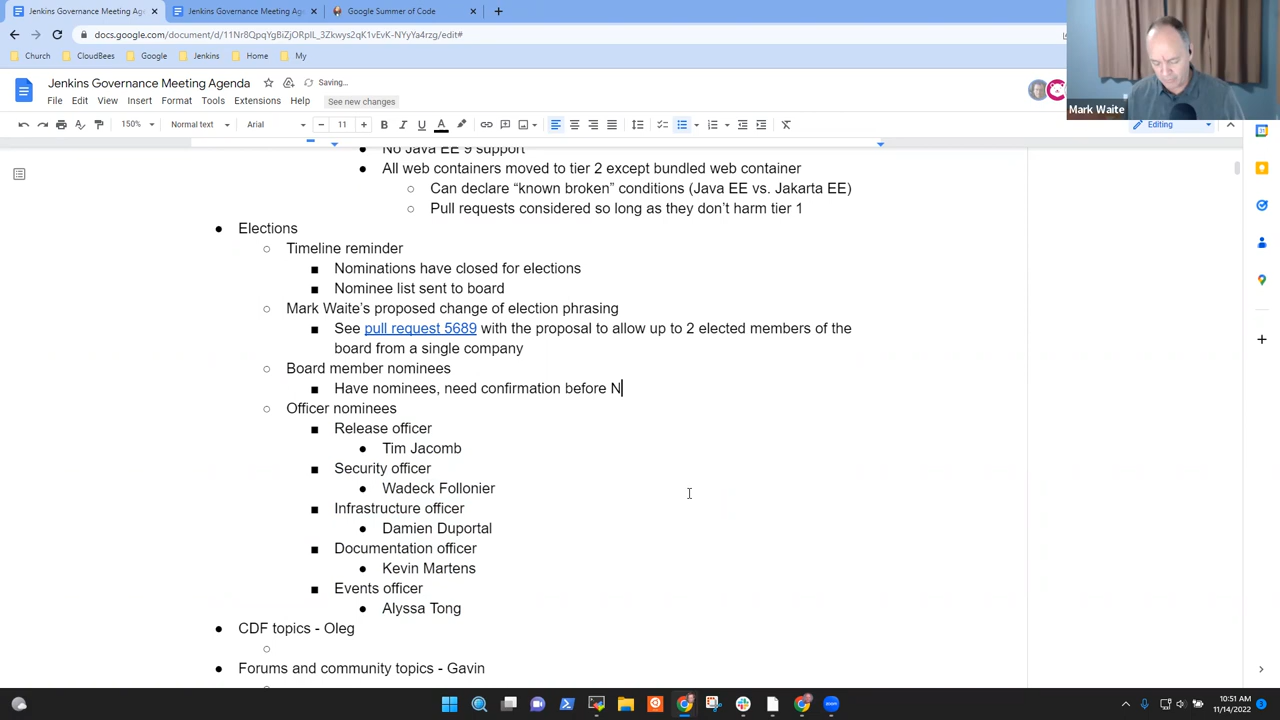 Jenkins Governance Meeting Age
Jenkins Governance Meeting Age
Google Summer of Code
docs.google.com/document/d/11Nr8QpqYgBiZjORpIL_3Zkwys2qK1vEvK-NYyYa4rzg/edit#
Church
CloudBees
Google
Jenkins
Home
My
Mark Waite
Jenkins Governance Meeting Agenda
Saving...
File Edit View Insert Format Tools Extensions Help
See new changes
150%
Normal text
Arial
11
Editing
No Java EE 9 support
All web containers moved to tier 2 except bundled web container
Can declare “known broken” conditions (Java EE vs. Jakarta EE)
Pull requests considered so long as they don’t harm tier 1
Elections
Timeline reminder
Nominations have closed for elections
Nominee list sent to board
Mark Waite’s proposed change of election phrasing
See pull request 5689 with the proposal to allow up to 2 elected members of the
board from a single company
Board member nominees
Have nominees, need confirmation before N
Officer nominees
Release officer
Tim Jacomb
Security officer
Wadeck Follonier
Infrastructure officer
Damien Duportal
Documentation officer
Kevin Martens
Events officer
Alyssa Tong
CDF topics - Oleg
Forums and community topics - Gavin
10:51 AM
11/14/2022